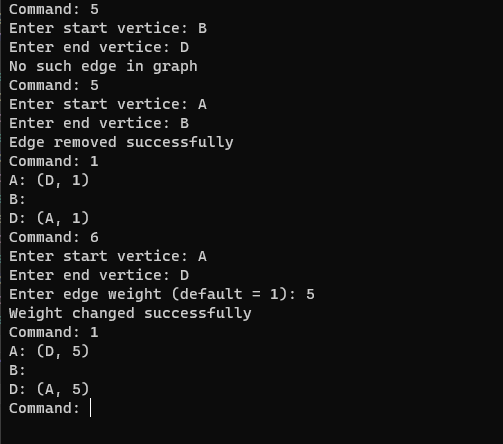 Command: 5
Enter start vertice: B
Enter end vertice: D
No such edge in graph
Command: 5
Enter start vertice: A
Enter end vertice: B
Edge removed successfully
Command: 1
A: (D, 1)
B:
D: (A, 1)
Command: 6
Enter start vertice: A
Enter end vertice: D
Enter edge weight (default = 1): 5
Weight changed successfully
Command: 1
A: (D, 5)
B:
D: (A, 5)
Command: